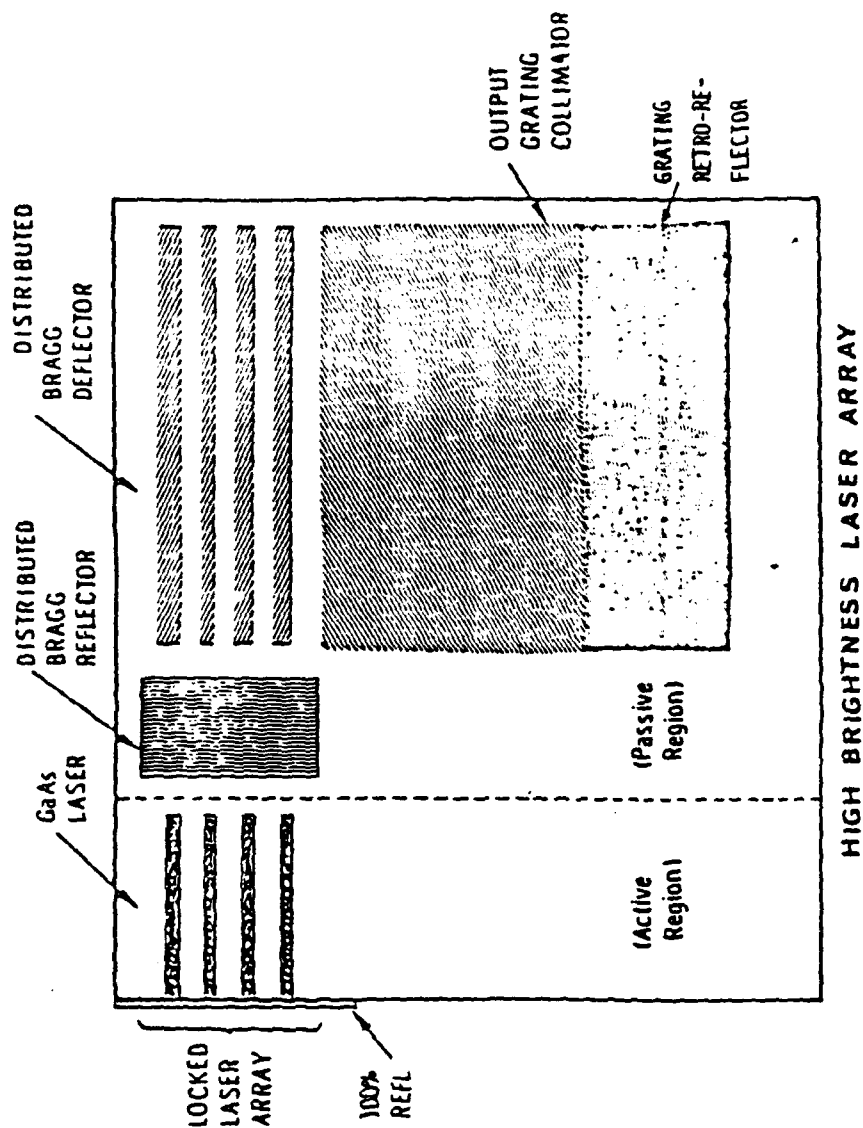 GaAs
LASER
DISTRIBUTED
BRAGG
REFLECTOR
DISTRIBUTED
BRAGG
DEFLECTOR
LOCKED
LASER
ARRAY
100%
REFL
(Active
Region)
(Passive
Region)
OUTPUT
GRATING
COLLIMATOR
GRATING
RETRO-RE-
FLECTOR
HIGH BRIGHTNESS LASER ARRAY